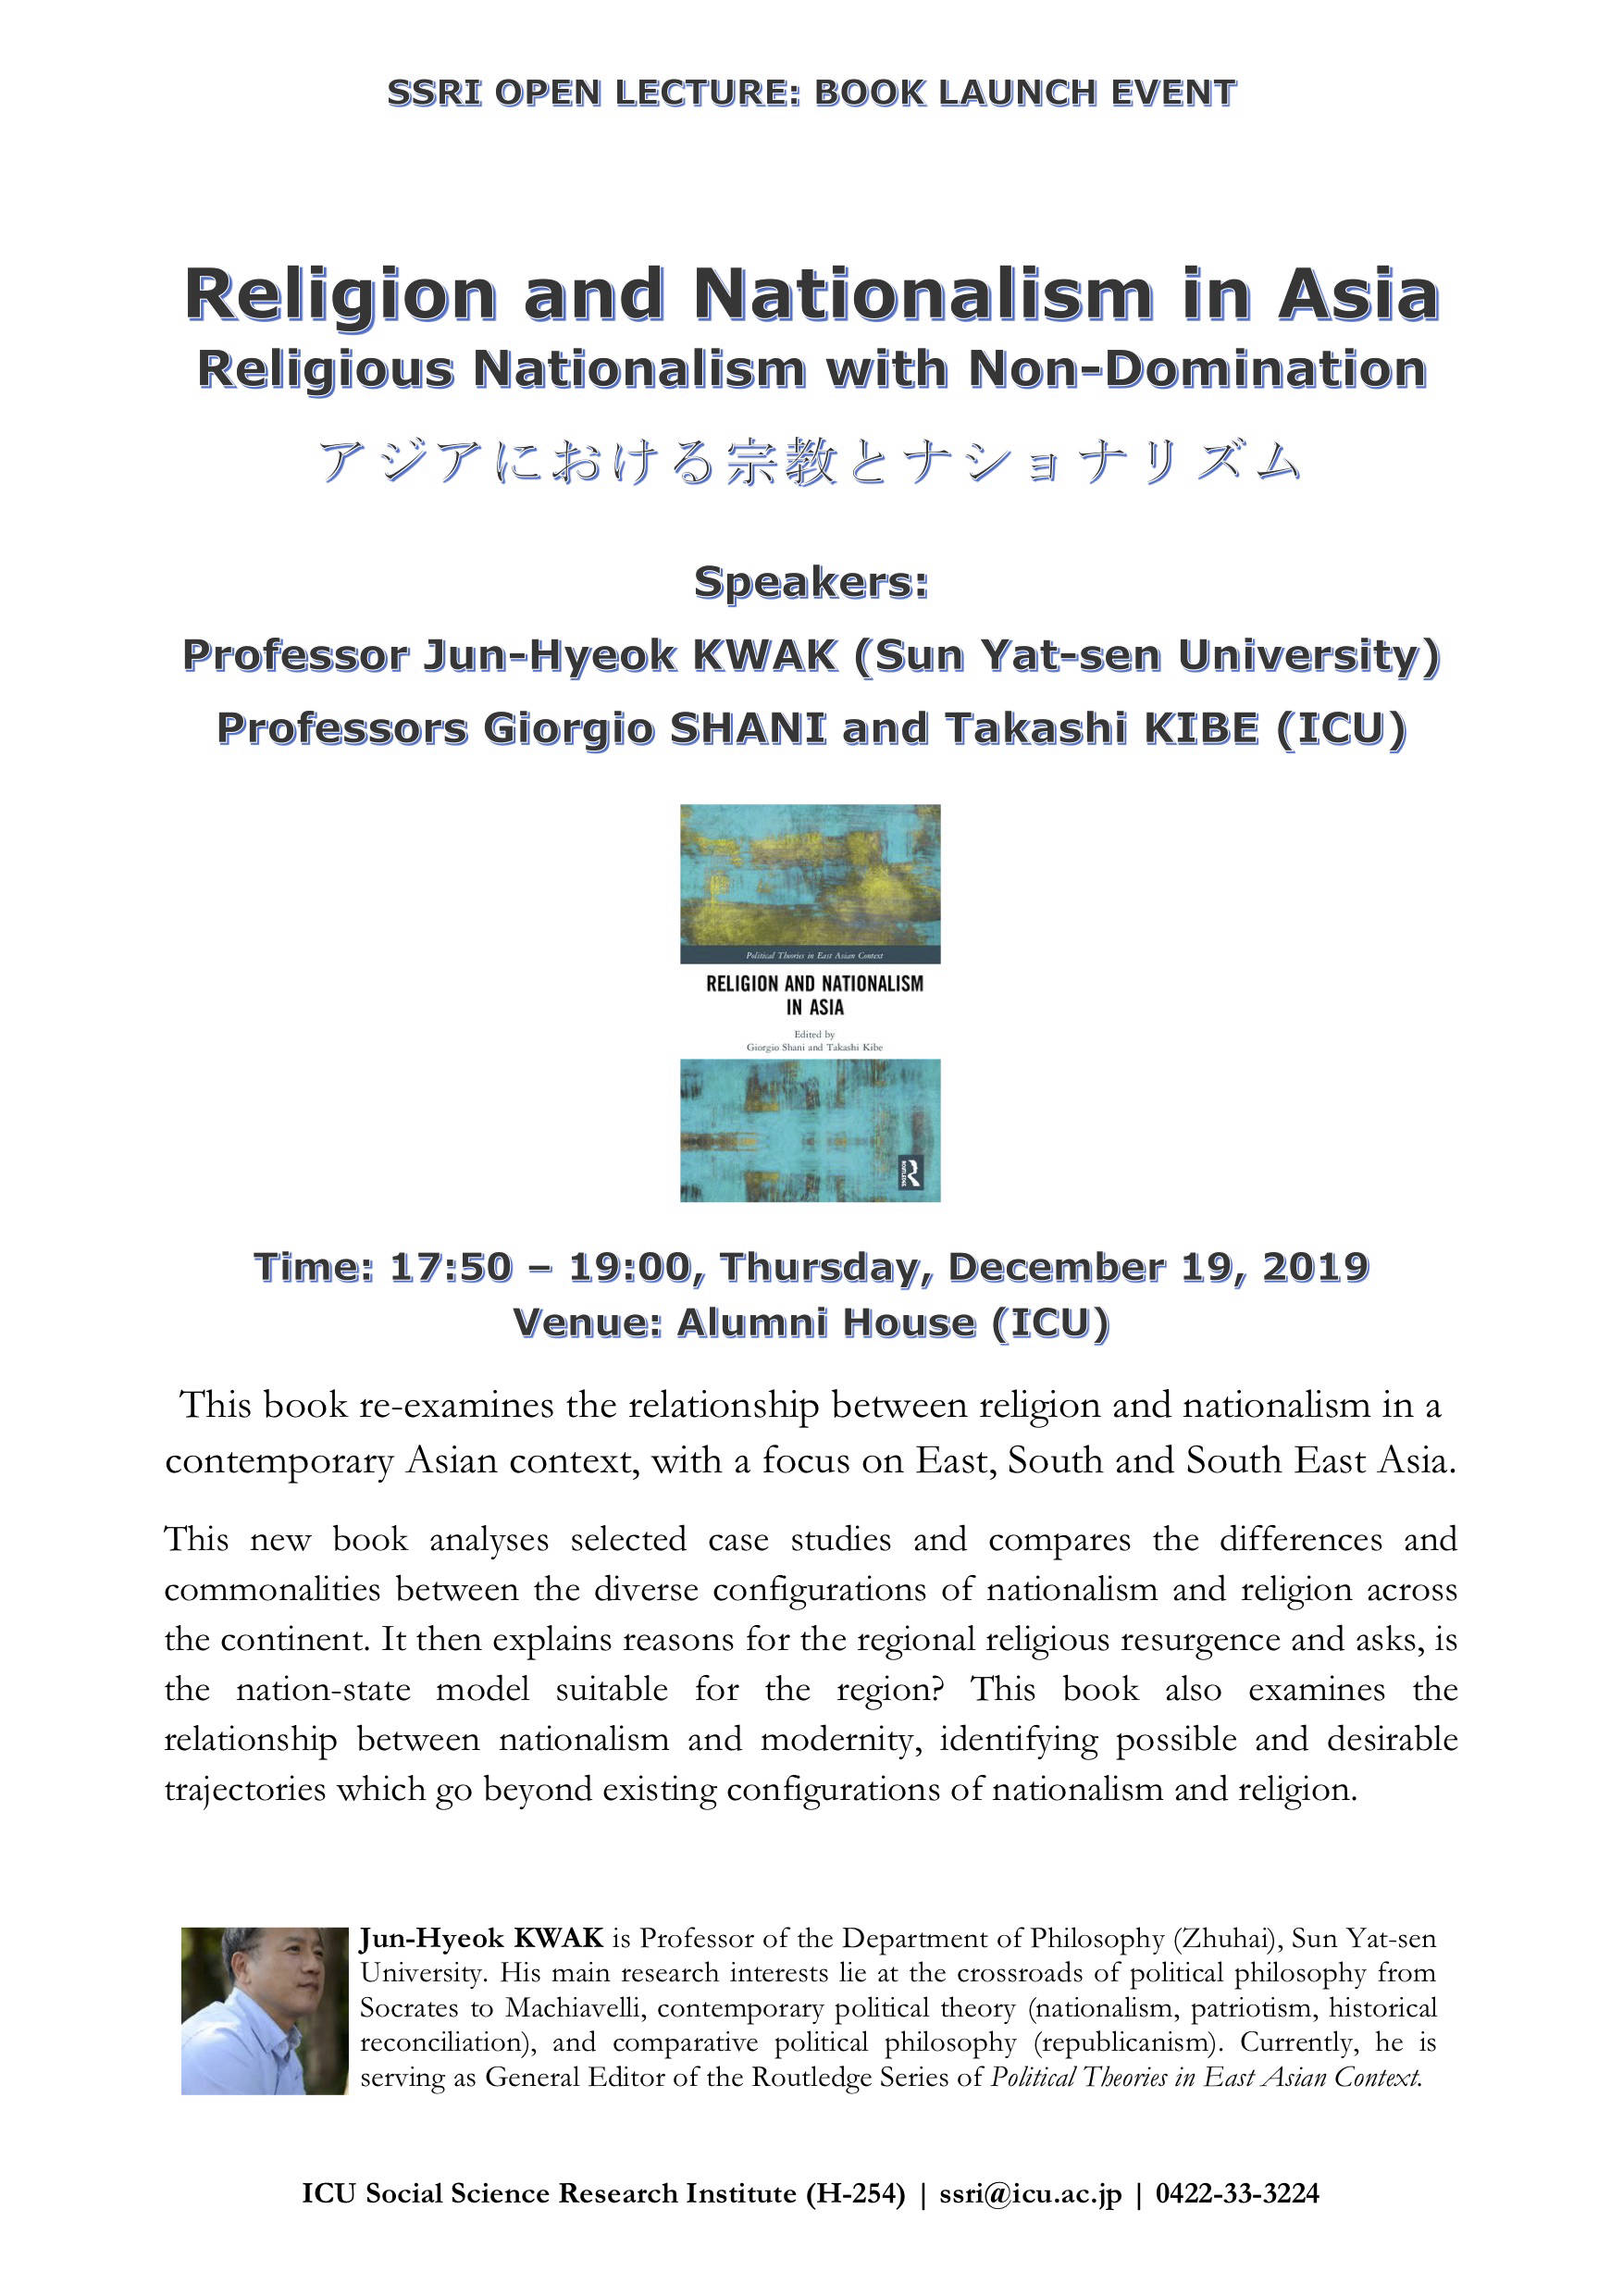 SSRI OPEN LECTURE: BOOK LAUNCH EVENT
Religion and Nationalism in Asia
Religious Nationalism with Non-Domination
アジアにおける宗教とナショナリズム
Speakers:
Professor Jun-Hyeok KWAK (Sun Yat-sen University)
Professors Giorgio SHANI and Takashi KIBE (ICU)
Political Theories in East Asian Context
RELIGION AND NATIONALISM
IN ASIA
Edited by
Giorgio Shani and Takashi Kibe
ROUTLEDGE
Time: 17:50 – 19:00, Thursday, December 19, 2019
Venue: Alumni House (ICU)
This book re-examines the relationship between religion and nationalism in a
contemporary Asian context, with a focus on East, South and South East Asia.
This new book analyses selected case studies and compares the differences and
commonalities between the diverse configurations of nationalism and religion across
the continent. It then explains reasons for the regional religious resurgence and asks, is
the nation-state model suitable for the region? This book also examines the
relationship between nationalism and modernity, identifying possible and desirable
trajectories which go beyond existing configurations of nationalism and religion.
Jun-Hyeok KWAK is Professor of the Department of Philosophy (Zhuhai), Sun Yat-sen
University. His main research interests lie at the crossroads of political philosophy from
Socrates to Machiavelli, contemporary political theory (nationalism, patriotism, historical
reconciliation), and comparative political philosophy (republicanism). Currently, he is
serving as General Editor of the Routledge Series of Political Theories in East Asian Context.
ICU Social Science Research Institute (H-254) | ssri@icu.ac.jp | 0422-33-3224